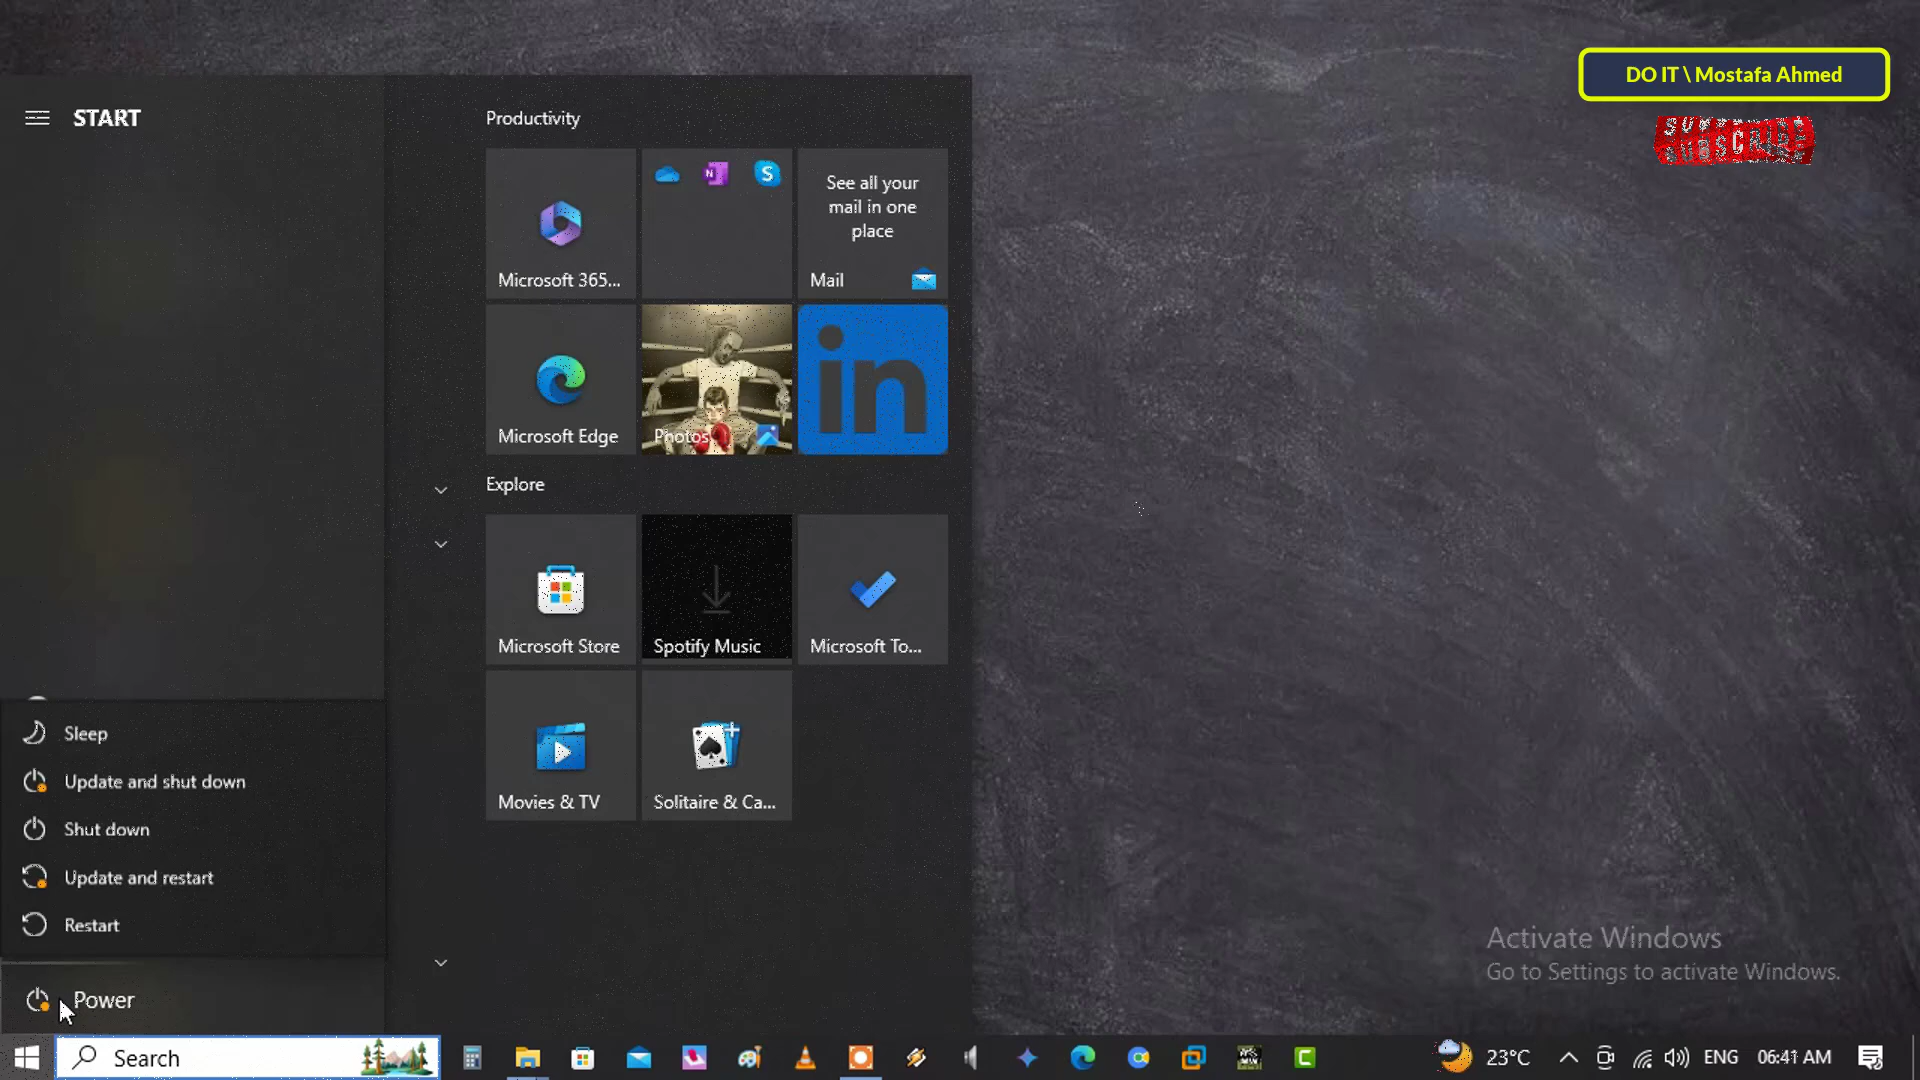 DO IT \ Mostafa Ahmed
SUBSCRIBE
START
Productivity
See all your
mail in one
place
Microsoft 365...
Mail
Microsoft Edge
Photos
in
Explore
Microsoft Store
Spotify Music
Microsoft To...
Movies & TV
Solitaire & Ca...
Sleep
Update and shut down
Shut down
Update and restart
Restart
Power
Activate Windows
Go to Settings to activate Windows.
Search
23°C
ENG
06:41 AM